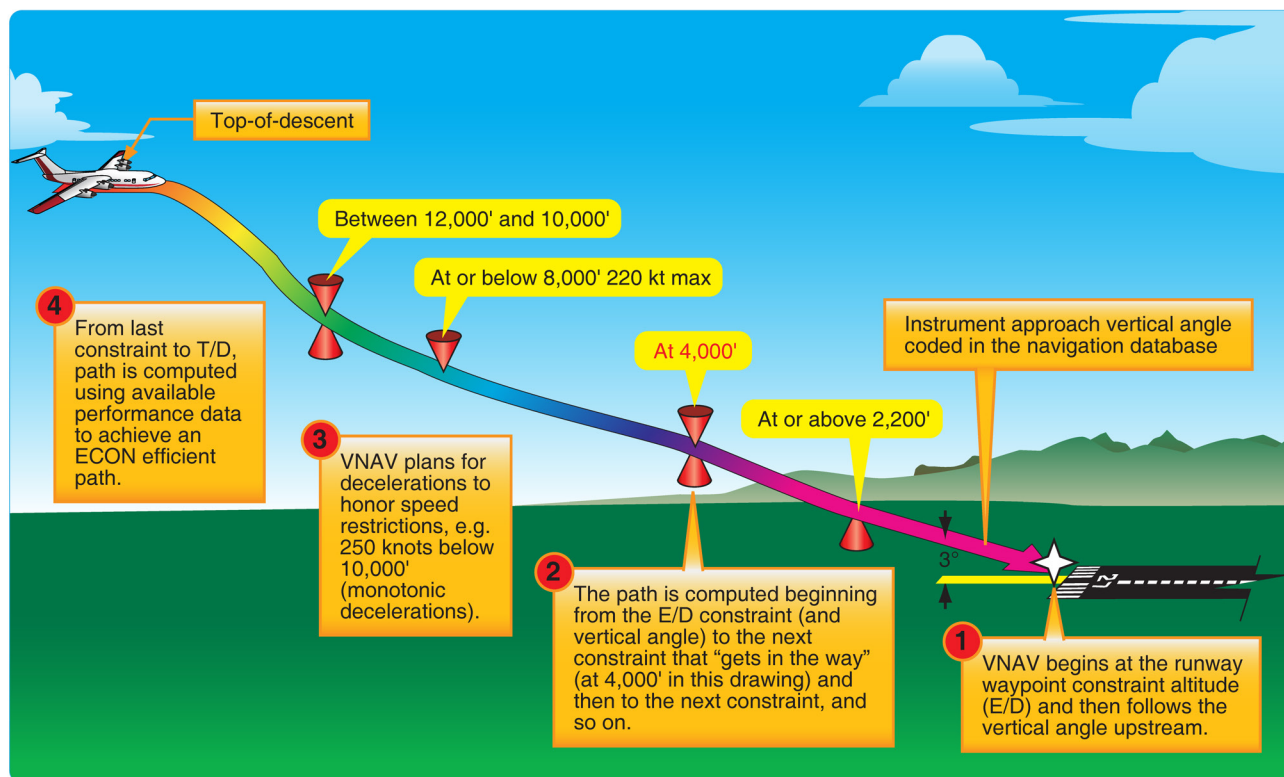 Top-of-descent
Between 12,000' and 10,000'
At or below 8,000' 220 kt max
At 4,000'
At or above 2,200'
Instrument approach vertical angle
coded in the navigation database
4
From last
constraint to T/D,
path is computed
using available
performance data
to achieve an
ECON efficient
path.
3
VNAV plans for
decelerations to
honor speed
restrictions, e.g.
250 knots below
10,000'
(monotonic
decelerations).
2
The path is computed beginning
from the E/D constraint (and
vertical angle) to the next
constraint that “gets in the way”
(at 4,000' in this drawing) and
then to the next constraint, and
so on.
3°
27
1
VNAV begins at the runway
waypoint constraint altitude
(E/D) and then follows the
vertical angle upstream.